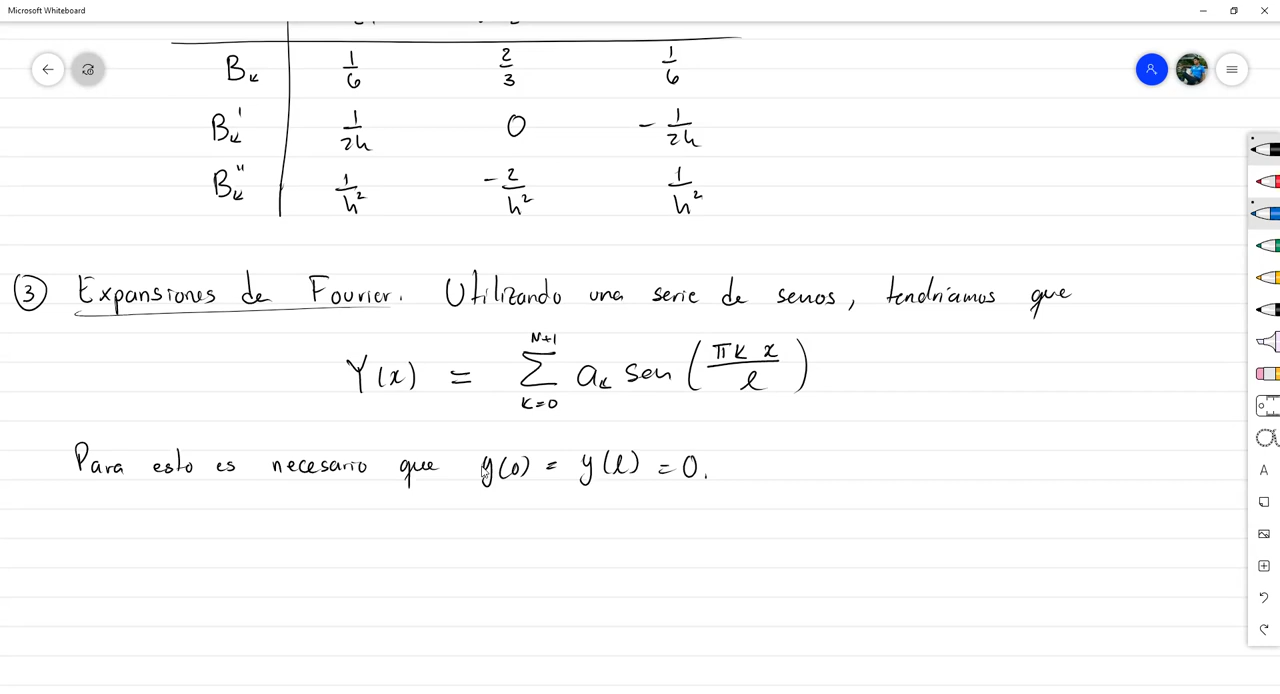 Microsoft Whiteboard
B_k 1/6 2/3 1/6
B_k' 1/2h 0 - 1/2h
B_k'' 1/h² - 2/h² 1/h²
③ Expansiones de Fourier. Utilizando una serie de senos, tendríamos que
Y(x) = ∑_{k=0}^{N+1} a_k sen (πk x / l)
Para esto es necesario que y(0) = y(l) = 0.
A